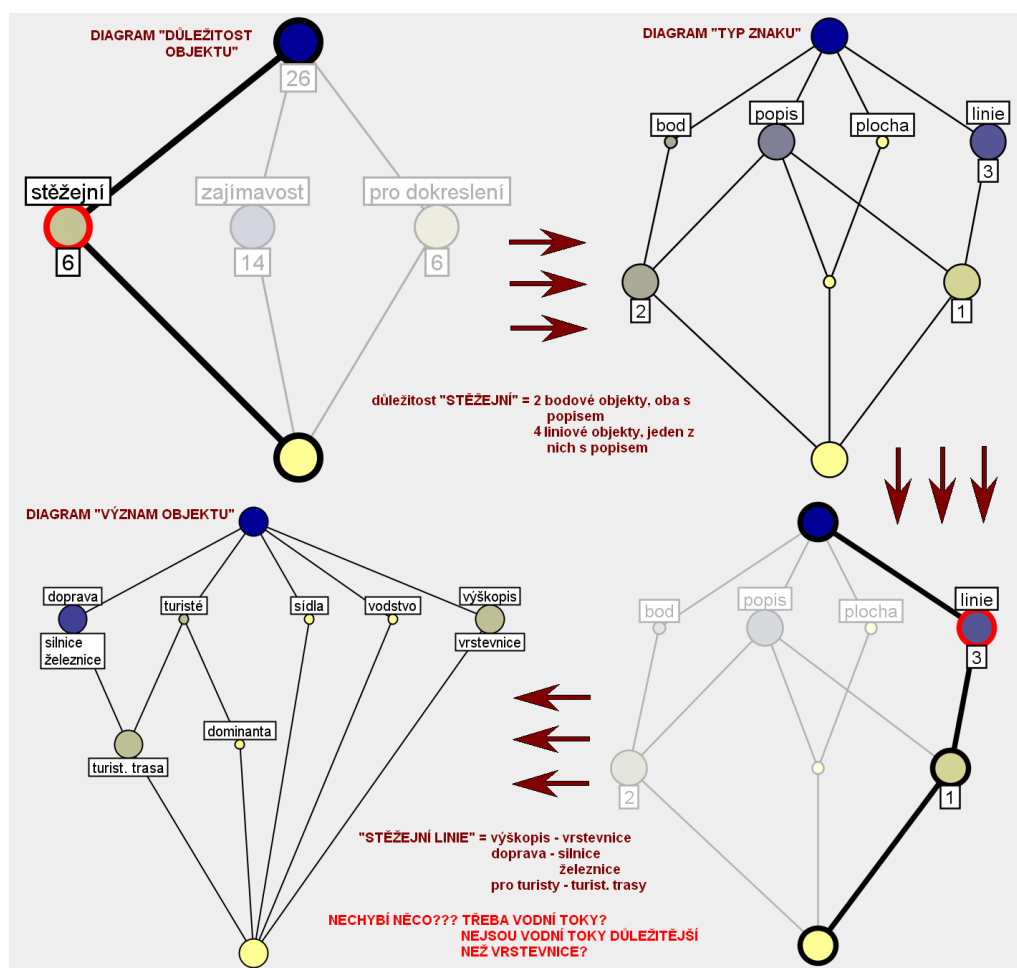 DIAGRAM "DŮLEŽITOST
OBJEKTU"
26
stěžejní
zajímavost
pro dokreslení
6
14
6
DIAGRAM "TYP ZNAKU"
bod
popis
plocha
linie
3
2
1
důležitost "STĚŽEJNÍ" = 2 bodové objekty, oba s
popisem
4 liniové objekty, jeden z
nich s popisem
DIAGRAM "VÝZNAM OBJEKTU"
doprava
turisté
sídla
vodstvo
výškopis
silnice
železnice
vrstevnice
dominanta
turist. trasa
bod
popis
plocha
linie
3
2
1
"STĚŽEJNÍ LINIE" = výškopis - vrstevnice
doprava - silnice
železnice
pro turisty - turist. trasy
NECHYBÍ NĚCO??? TŘEBA VODNÍ TOKY?
NEJSOU VODNÍ TOKY DŮLEŽITĚJŠÍ
NEŽ VRSTEVNICE?